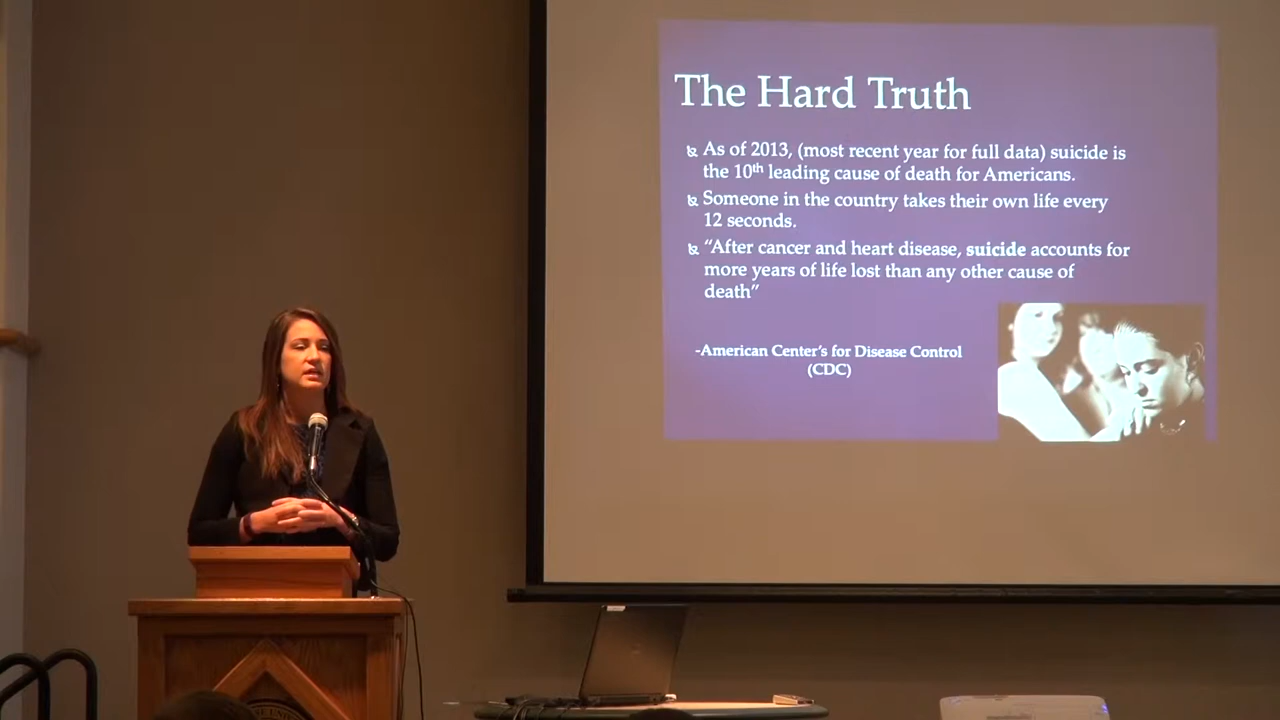 The Hard Truth
As of 2013, (most recent year for full data) suicide is
the 10th leading cause of death for Americans.
Someone in the country takes their own life every
12 seconds.
"After cancer and heart disease, suicide accounts for
more years of life lost than any other cause of
death"
-American Center's for Disease Control
(CDC)